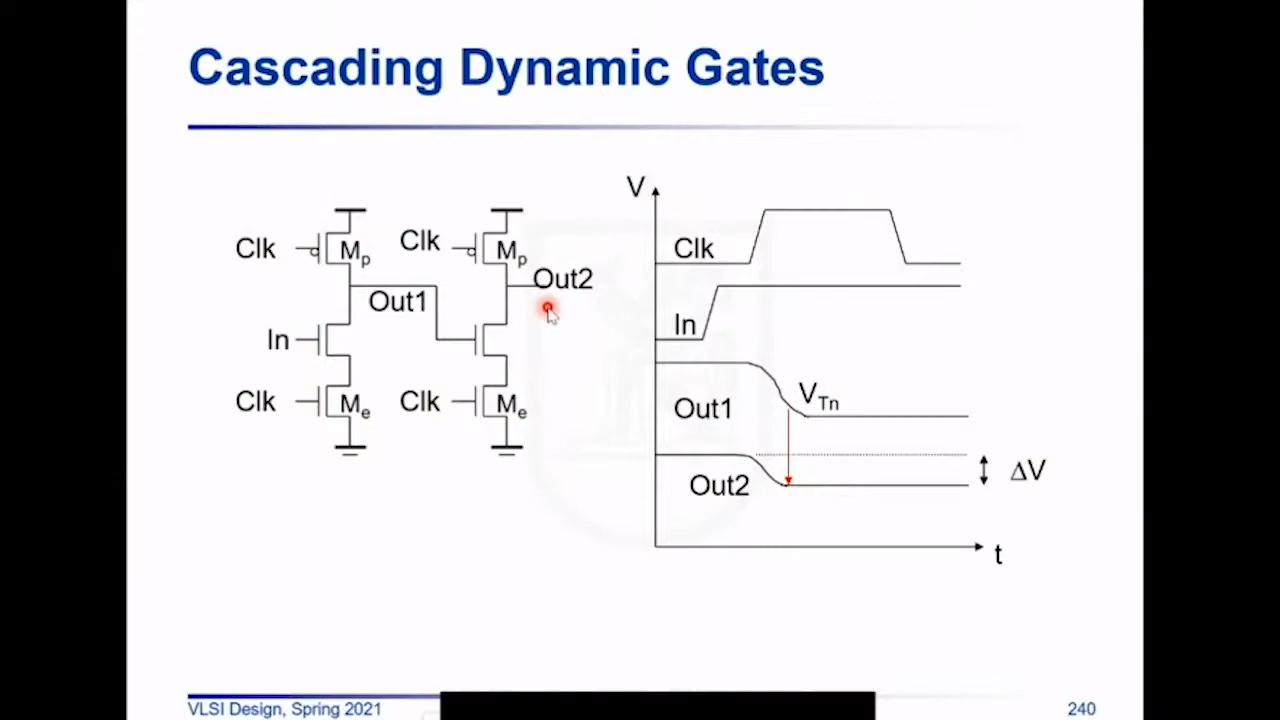 Cascading Dynamic Gates
V
Clk
Mp
Clk
Mp
Out2
Out1
In
Clk
Me
Clk
Me
Clk
In
Out1
VTn
Out2
ΔV
t
VLSI Design, Spring 2021
240